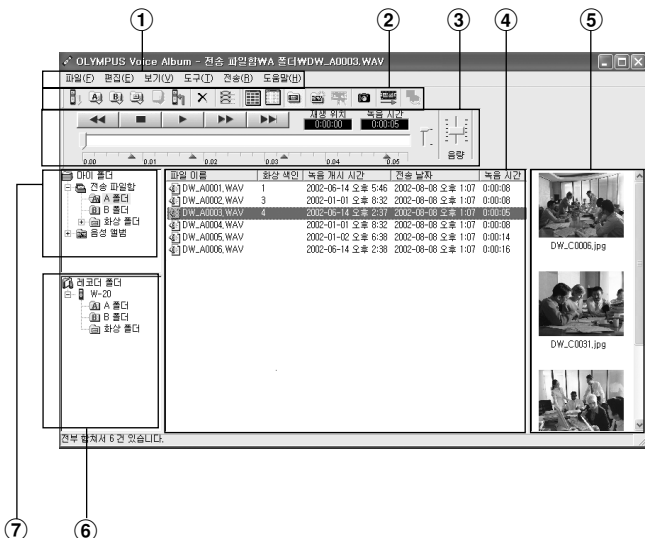 ① ② ③ ④ ⑤
OLYMPUS Voice Album - 전송 파일함₩A 폴더₩DW_A0003.WAV
파일(F) 편집(E) 보기(V) 도구(T) 전송(R) 도움말(H)
재생 위치 녹음 시간
0:00:00 0:00:05
음량
0.00 0.01 0.02 0.03 0.04 0.05
마이 폴더
전송 파일함
A 폴더
B 폴더
화상 폴더
음성 앨범
파일 이름 화상 색인 녹음 개시 시간 전송 날짜 녹음 시간
DW_A0001.WAV 1 2002-06-14 오후 5:46 2002-08-08 오후 1:07 0:00:08
DW_A0002.WAV 3 2002-01-01 오후 8:32 2002-08-08 오후 1:07 0:00:08
DW_A0003.WAV 4 2002-06-14 오후 2:37 2002-08-08 오후 1:07 0:00:05
DW_A0004.WAV 2002-01-01 오후 8:32 2002-08-08 오후 1:07 0:00:08
DW_A0005.WAV 2002-01-02 오후 6:38 2002-08-08 오후 1:07 0:00:14
DW_A0006.WAV 2002-06-14 오후 2:38 2002-08-08 오후 1:07 0:00:16
DW_C0006.jpg
DW_C0031.jpg
레코더 폴더
W-20
A 폴더
B 폴더
화상 폴더
전부 합쳐서 6 건 있습니다.
⑦ ⑥